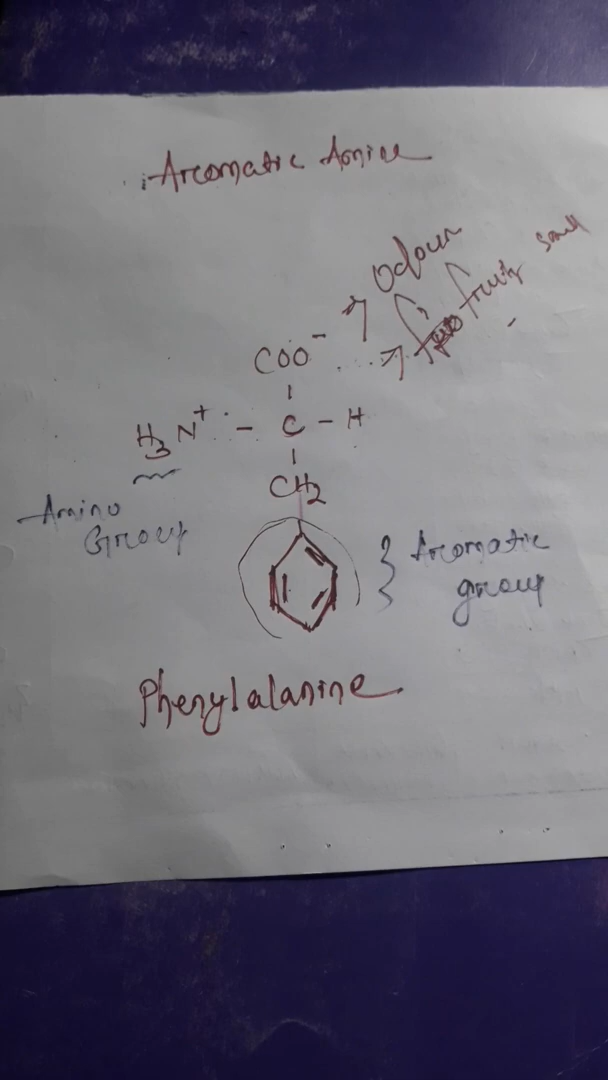 Aromatic Amine
Odour
fruity smell
COO⁻
H₃N⁺ - C - H
CH₂
Amino
Group
Aromatic
group
Phenylalanine